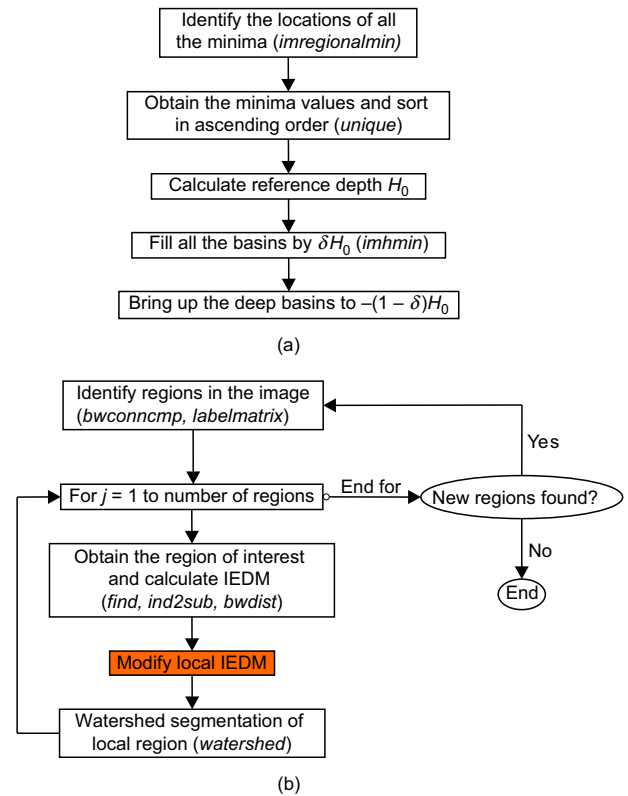 Identify the locations of all
the minima (imregionalmin)
Obtain the minima values and sort
in ascending order (unique)
Calculate reference depth H₀
Fill all the basins by δH₀ (imhmin)
Bring up the deep basins to –(1 – δ)H₀
(a)
Identify regions in the image
(bwconncmp, labelmatrix)
Yes
For j = 1 to number of regions
End for
New regions found?
Obtain the region of interest
and calculate IEDM
(find, ind2sub, bwdist)
No
End
Modify local IEDM
Watershed segmentation of
local region (watershed)
(b)